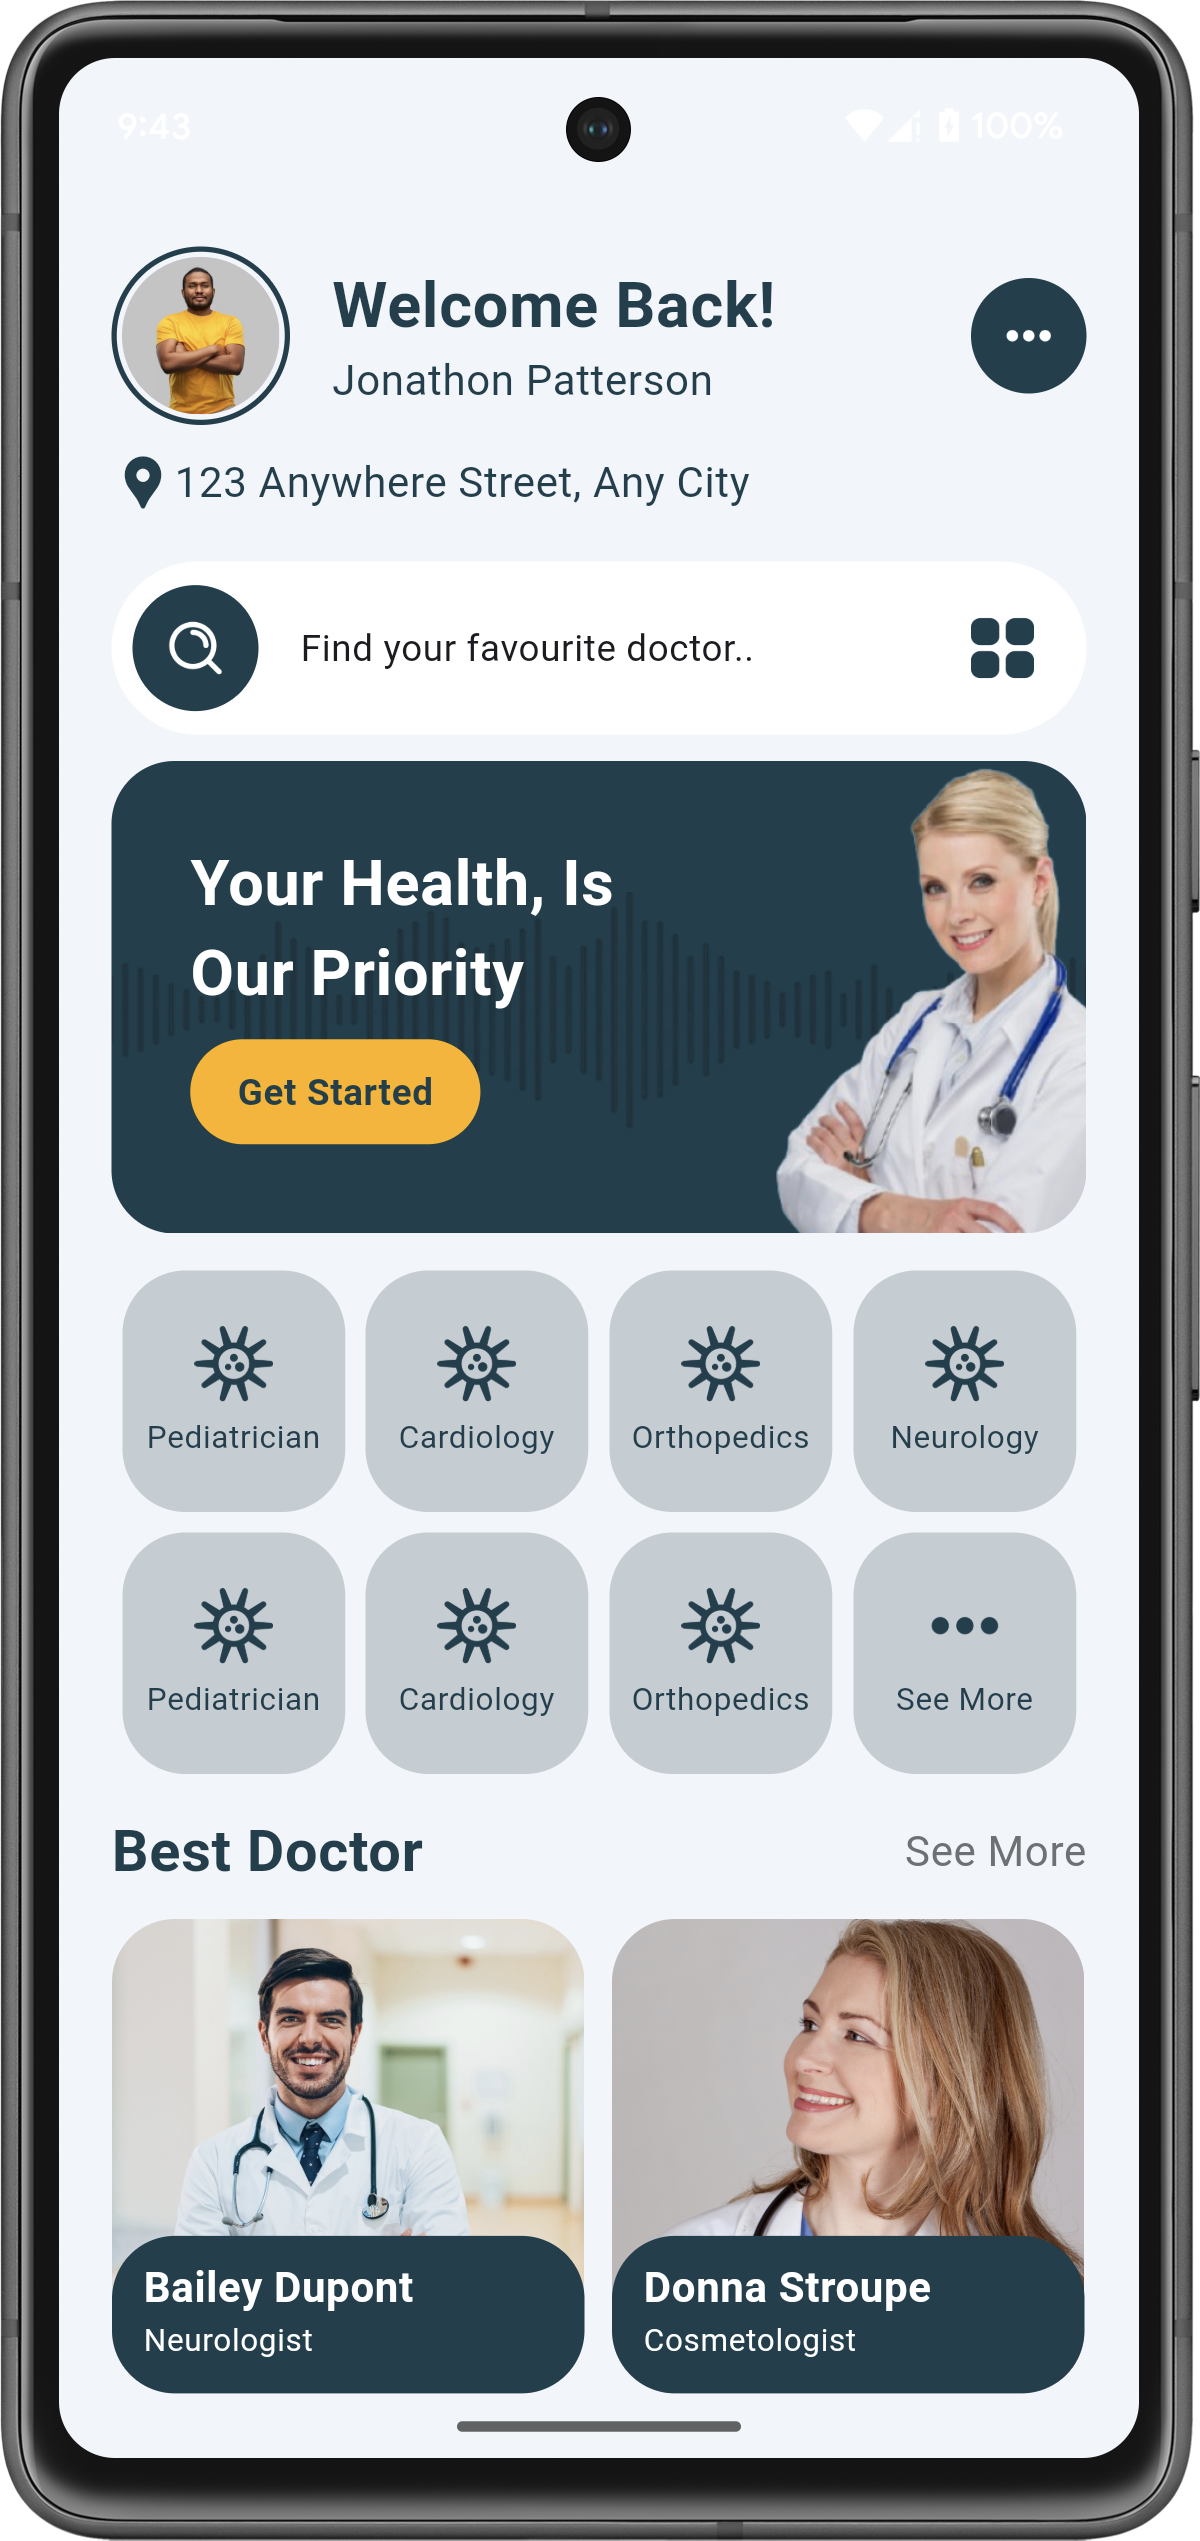 9:43
100%
Welcome Back!
Jonathon Patterson
123 Anywhere Street, Any City
Find your favourite doctor..
Your Health, Is
Our Priority
Get Started
Pediatrician
Cardiology
Orthopedics
Neurology
Pediatrician
Cardiology
Orthopedics
See More
Best Doctor
See More
Bailey Dupont
Neurologist
Donna Stroupe
Cosmetologist